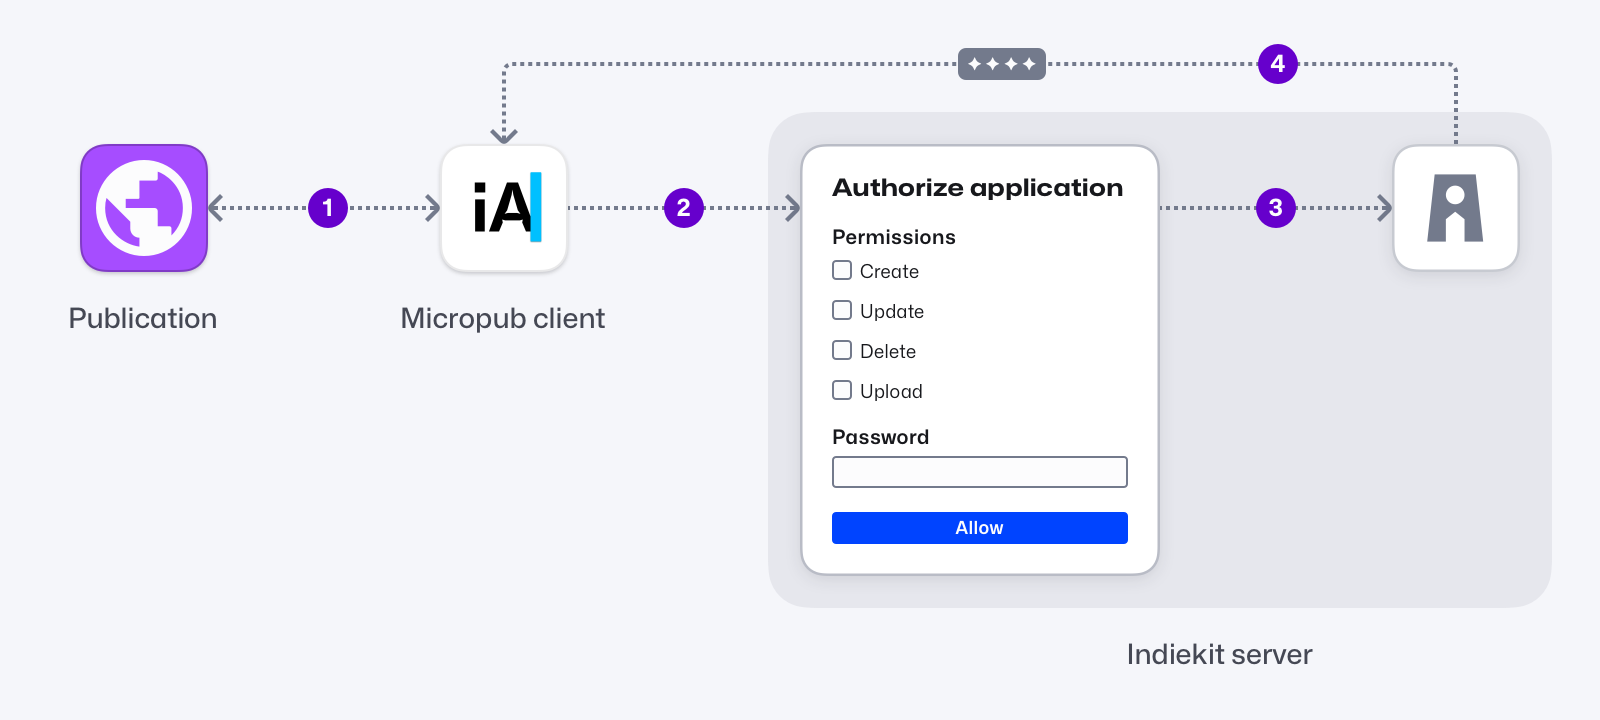 4
1
iA
2
3
Publication
Micropub client
Authorize application
Permissions
Create
Update
Delete
Upload
Password
Allow
Indiekit server